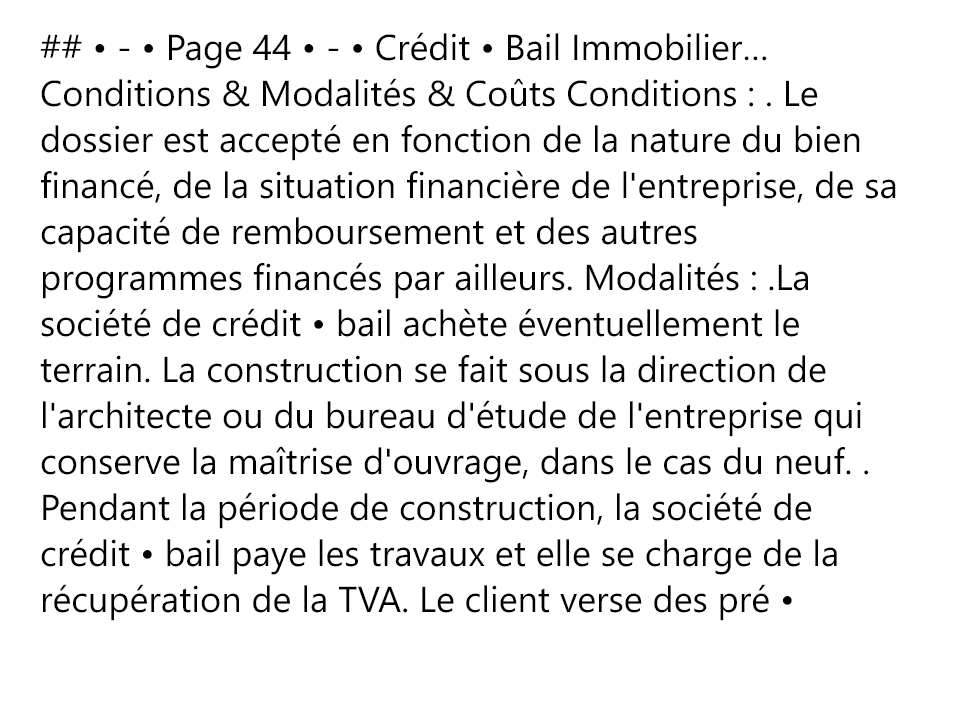 ## • - • Page 44 • - • Crédit • Bail Immobilier...
Conditions & Modalités & Coûts Conditions : . Le
dossier est accepté en fonction de la nature du bien
financé, de la situation financière de l'entreprise, de sa
capacité de remboursement et des autres
programmes financés par ailleurs. Modalités : .La
société de crédit • bail achète éventuellement le
terrain. La construction se fait sous la direction de
l'architecte ou du bureau d'étude de l'entreprise qui
conserve la maîtrise d'ouvrage, dans le cas du neuf. .
Pendant la période de construction, la société de
crédit • bail paye les travaux et elle se charge de la
récupération de la TVA. Le client verse des pré •